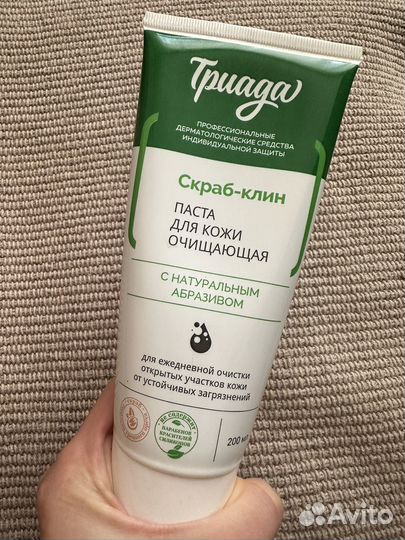 Триада
ПРОФЕССИОНАЛЬНЫЕ
ДЕРМАТОЛОГИЧЕСКИЕ СРЕДСТВА
ИНДИВИДУАЛЬНОЙ ЗАЩИТЫ
Скраб-клин
ПАСТА
ДЛЯ КОЖИ
ОЧИЩАЮЩАЯ
С НАТУРАЛЬНЫМ
АБРАЗИВОМ
для ежедневной очистки
открытых участков кожи
от устойчивых загрязнений
не содержит
ПАРАБЕНОВ
КРАСИТЕЛЕЙ
СИЛИКОНОВ
200 мл
Avito